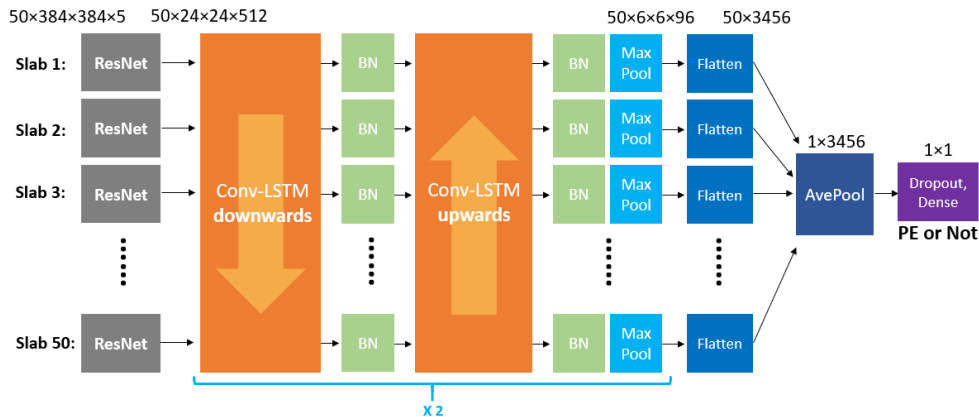 50×384×384×5 50×24×24×512 50×6×6×96 50×3456
Slab 1: ResNet BN BN Max Pool Flatten
Slab 2: ResNet BN BN Max Pool Flatten
1×3456 1×1
Slab 3: ResNet Conv-LSTM downwards BN Conv-LSTM upwards BN Max Pool Flatten AvePool Dropout, Dense
PE or Not
Slab 50: ResNet BN BN Max Pool Flatten
X 2